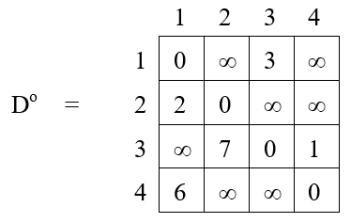 1 2 3 4
1 0 ∞ 3 ∞
D° = 2 2 0 ∞ ∞
3 ∞ 7 0 1
4 6 ∞ ∞ 0